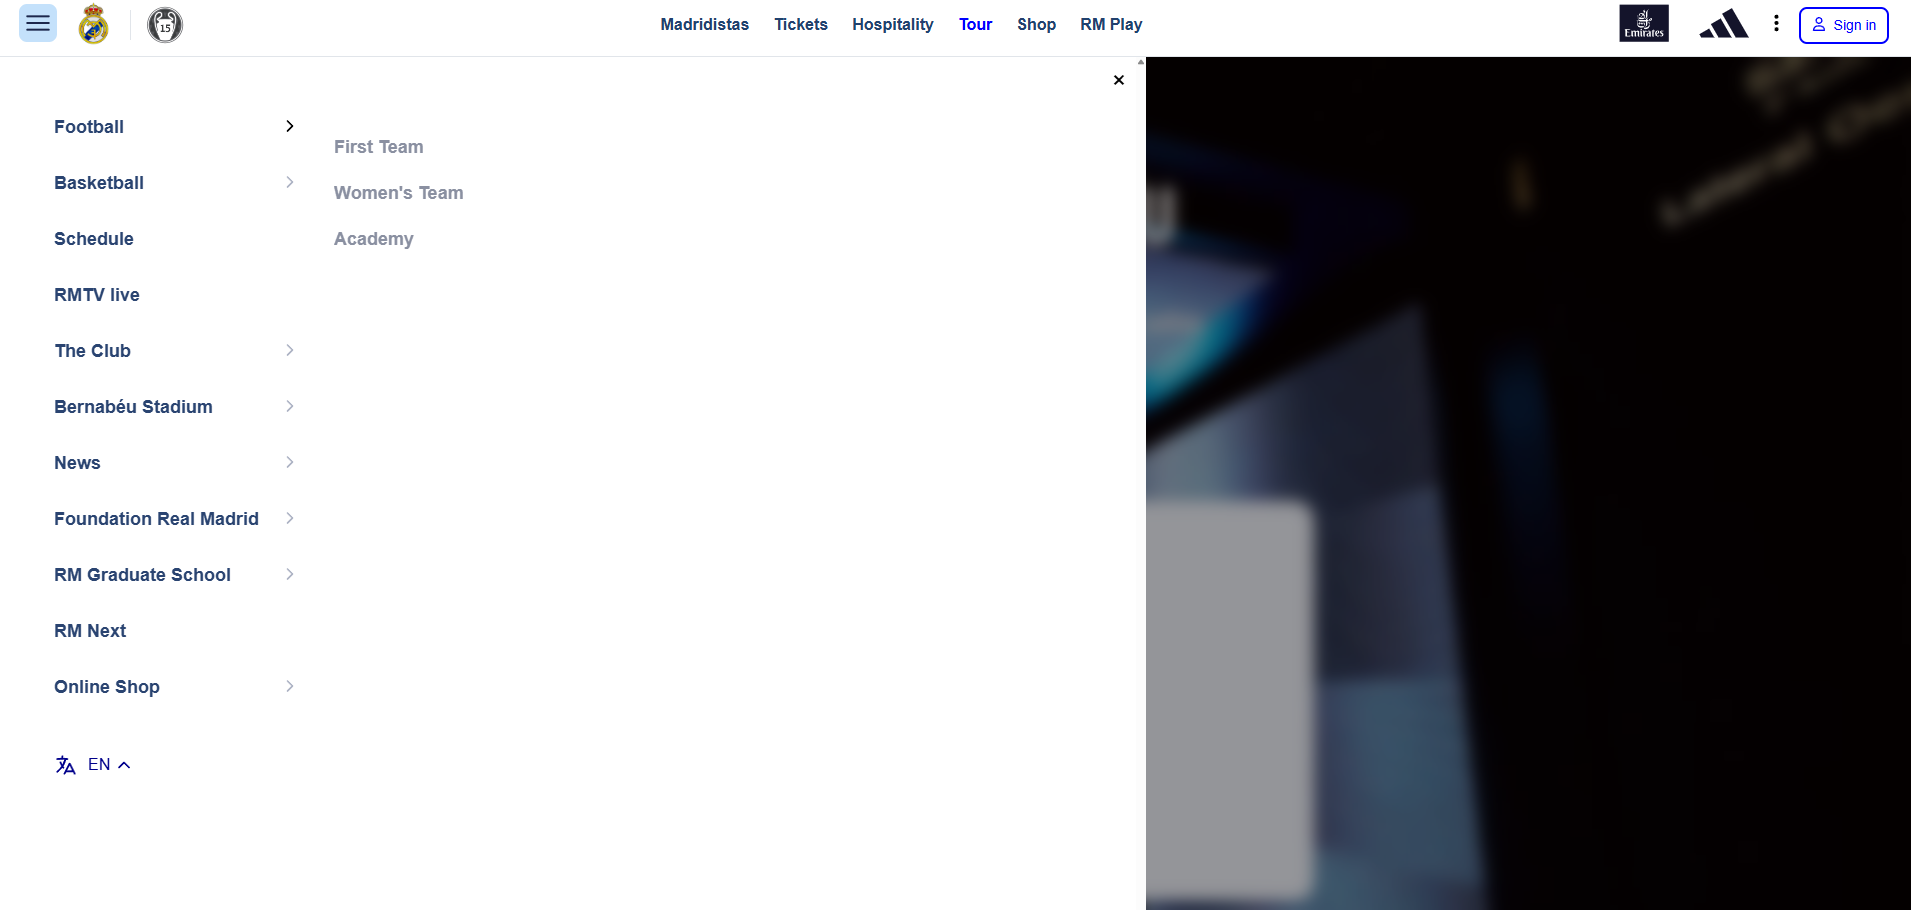 15
Madridistas Tickets Hospitality Tour Shop RM Play
Emirates
Sign in
Football
Basketball
Schedule
RMTV live
The Club
Bernabéu Stadium
News
Foundation Real Madrid
RM Graduate School
RM Next
Online Shop
EN
First Team
Women's Team
Academy